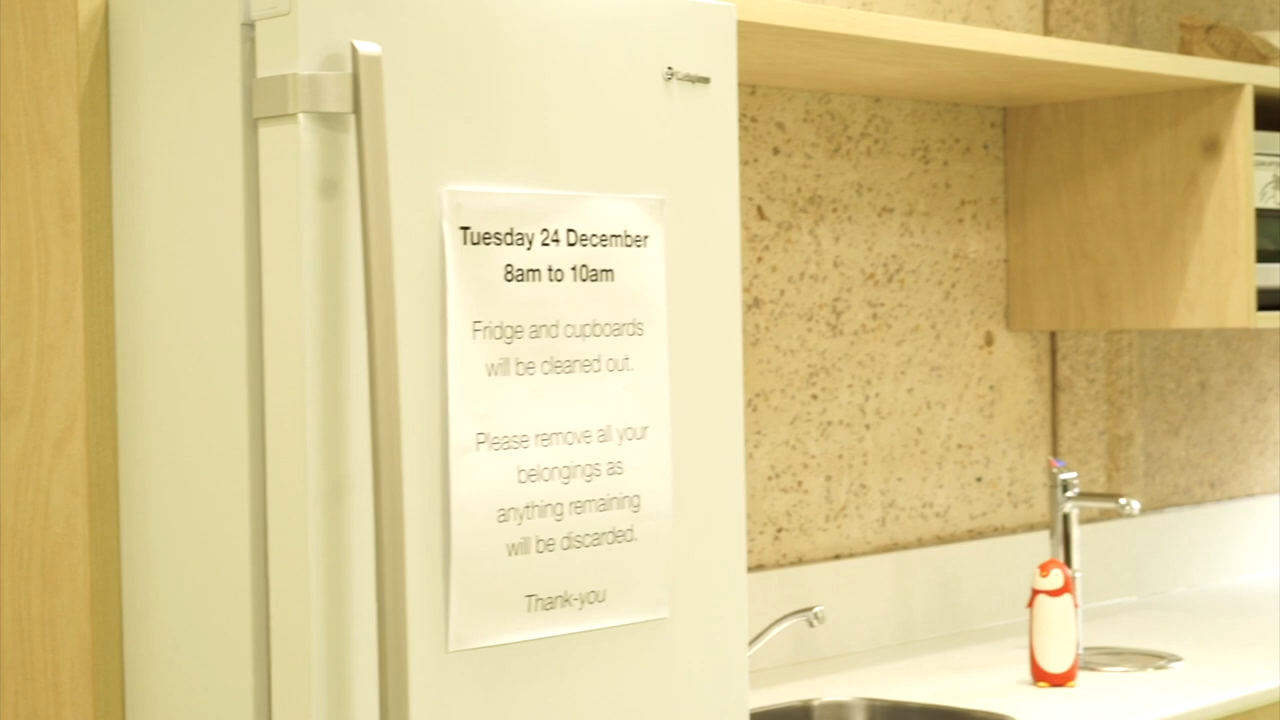 Tuesday 24 December
8am to 10am
Fridge and cupboards
will be cleaned out.
Please remove all your
belongings as
anything remaining
will be discarded.
Thank-you